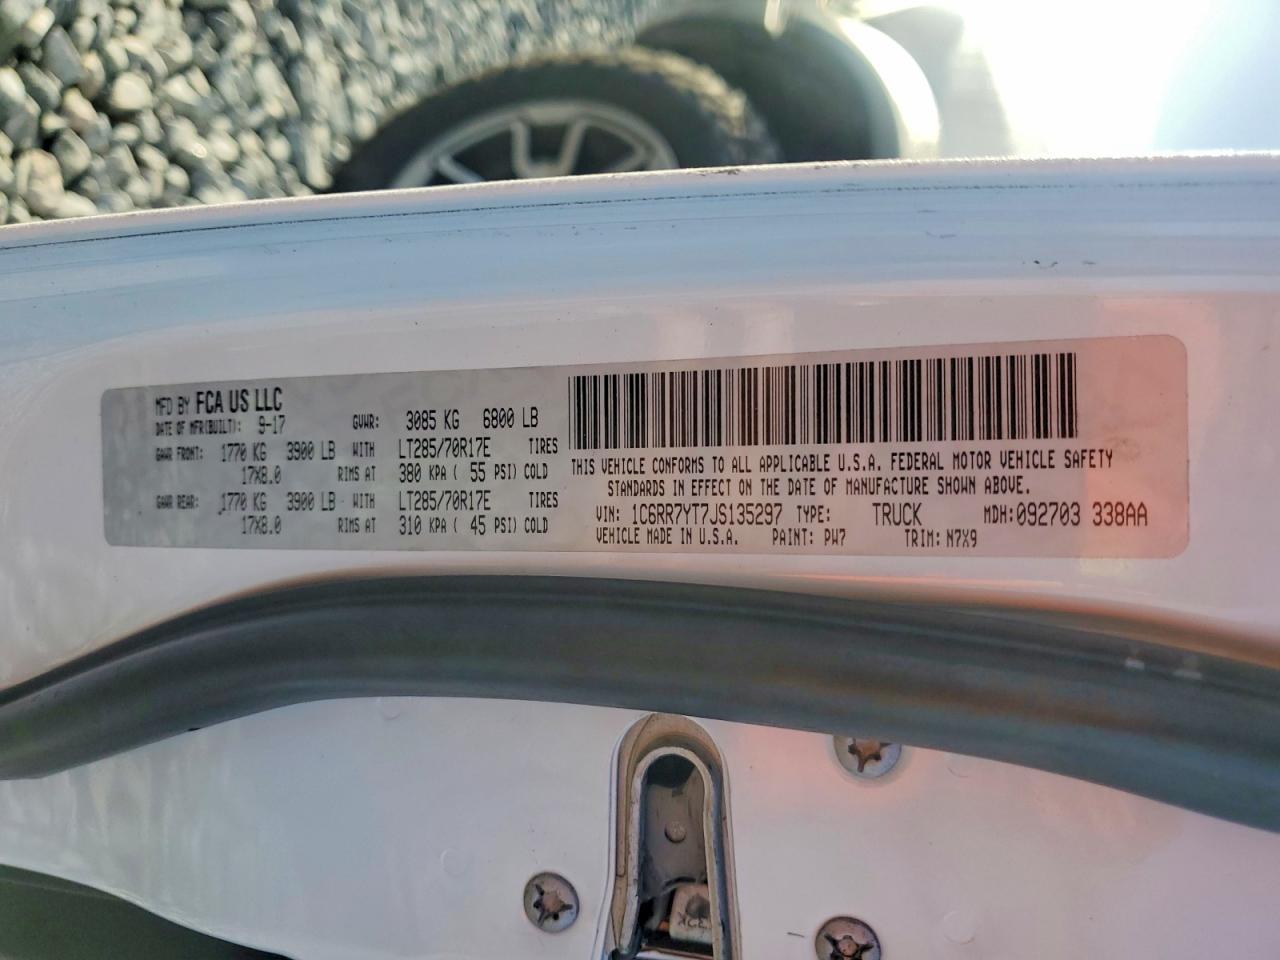 MFD BY FCA US LLC
DATE OF MFR(BUILT): 9-17 GVWR: 3085 KG 6800 LB
GAWR FRONT: 1770 KG 3900 LB WITH LT285/70R17E TIRES
17X8.0 RIMS AT 380 KPA ( 55 PSI) COLD
GAWR REAR: 1770 KG 3900 LB WITH LT285/70R17E TIRES
17X8.0 RIMS AT 310 KPA ( 45 PSI) COLD
THIS VEHICLE CONFORMS TO ALL APPLICABLE U.S.A. FEDERAL MOTOR VEHICLE SAFETY
STANDARDS IN EFFECT ON THE DATE OF MANUFACTURE SHOWN ABOVE.
VIN: 1C6RR7YT7JS135297 TYPE: TRUCK MDH:092703 338AA
VEHICLE MADE IN U.S.A. PAINT: PW7 TRIM: N7X9